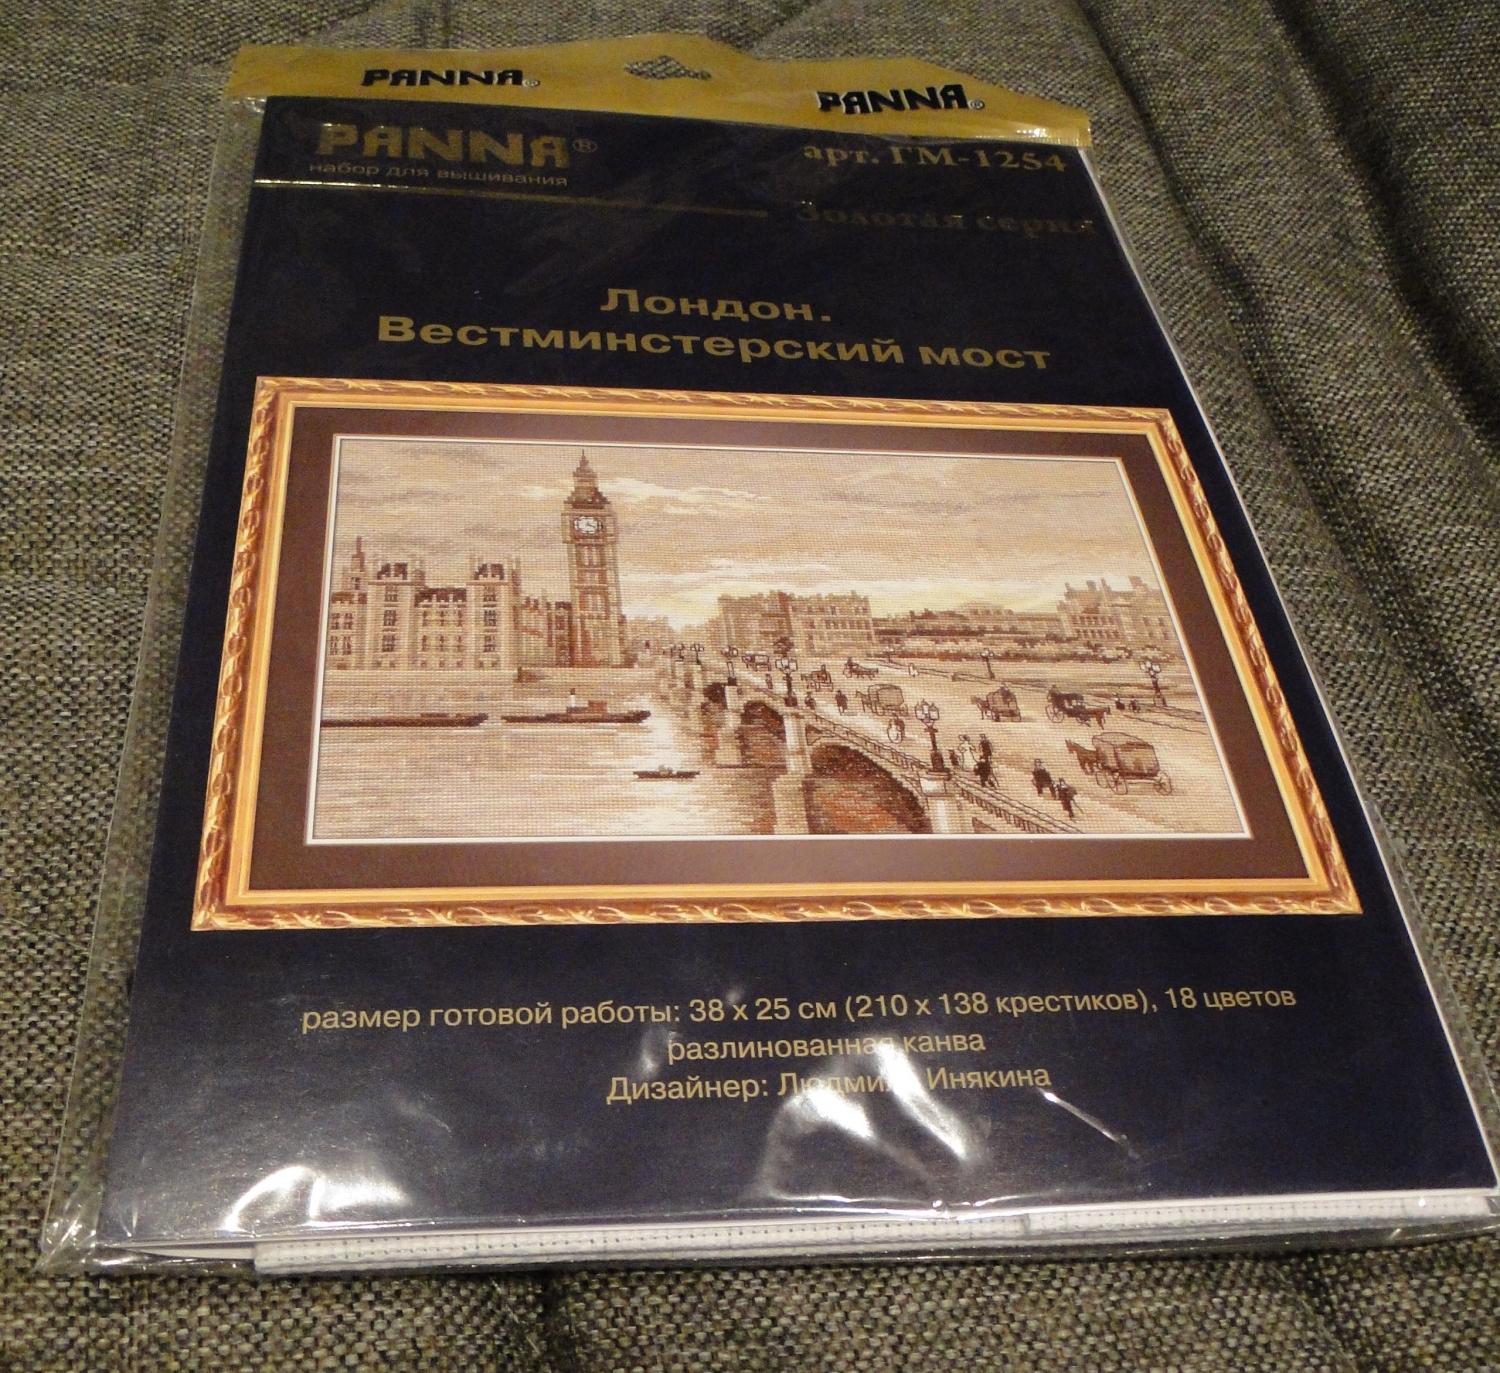 PANNA®
PANNA®
PANNA®
набор для вышивания
арт. ГМ-1254
Золотая серия
Лондон.
Вестминстерский мост
размер готовой работы: 38 х 25 см (210 х 138 крестиков), 18 цветов
разлинованная канва
Дизайнер: Людмила Инякина